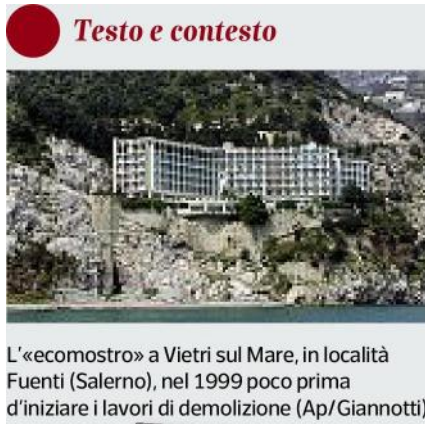 Testo e contesto
L'«ecomostro» a Vietri sul Mare, in località
Fuenti (Salerno), nel 1999 poco prima
d'iniziare i lavori di demolizione (Ap/Giannotti)